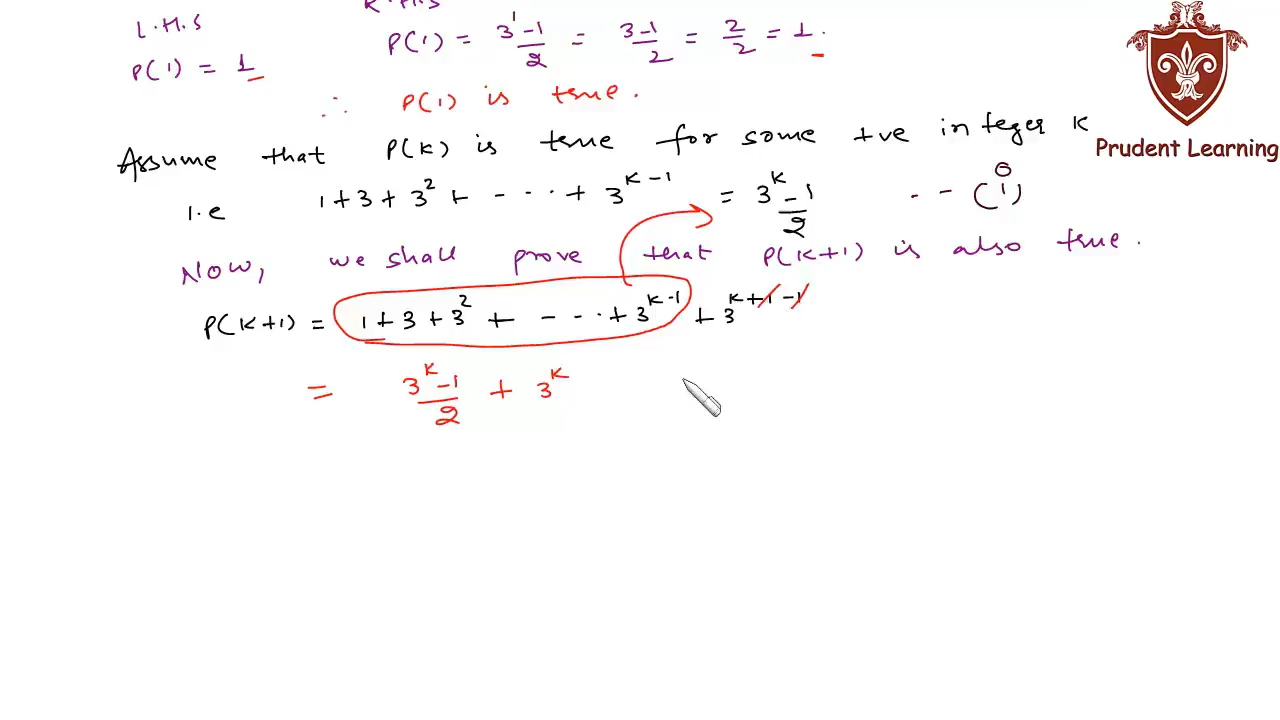 R.H.S
L.H.S
P(1) = 3^1-1/2 = 3-1/2 = 2/2 = 1.
P(1) = 1
∴ P(1) is true.
Assume that P(k) is true for some +ve integer k
Prudent Learning
i.e 1+3+3^2+ - - .. + 3^k-1 = 3^k-1/2 .. - (1)
Now, we shall prove that P(k+1) is also true.
P(k+1) = 1+3+3^2 + - - .. + 3^k-1 + 3^k+1-1
= 3^k-1/2 + 3^k